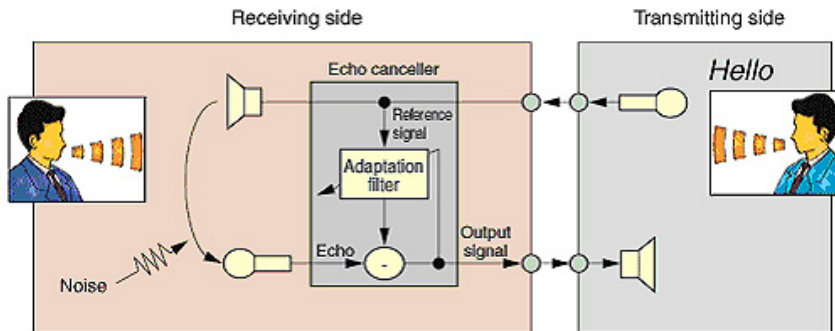 Receiving side
Transmitting side
Echo canceller
Hello
Reference
signal
Adaptation
filter
Output
signal
Echo
-
Noise